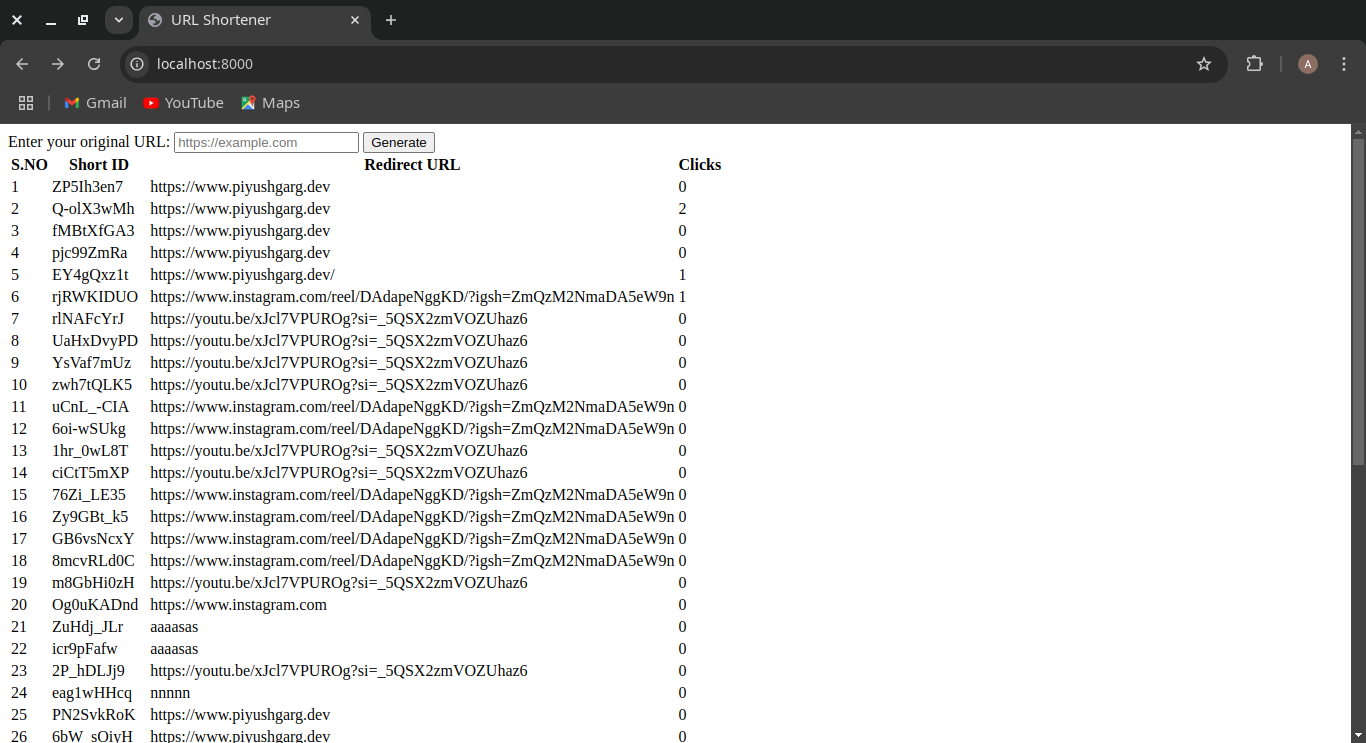 URL Shortener
localhost:8000
A
Gmail YouTube Maps
Enter your original URL: https://example.com Generate
S.NO Short ID Redirect URL Clicks
1 ZP5Ih3en7 https://www.piyushgarg.dev 0
2 Q-olX3wMh https://www.piyushgarg.dev 2
3 fMBtXfGA3 https://www.piyushgarg.dev 0
4 pjc99ZmRa https://www.piyushgarg.dev 0
5 EY4gQxz1t https://www.piyushgarg.dev/ 1
6 rjRWKIDUO https://www.instagram.com/reel/DAdapeNggKD/?igsh=ZmQzM2NmaDA5eW9n 1
7 rlNAFcYrJ https://youtu.be/xJcl7VPUROg?si=_5QSX2zmVOZUhaz6 0
8 UaHxDvyPD https://youtu.be/xJcl7VPUROg?si=_5QSX2zmVOZUhaz6 0
9 YsVaf7mUz https://youtu.be/xJcl7VPUROg?si=_5QSX2zmVOZUhaz6 0
10 zwh7tQLK5 https://youtu.be/xJcl7VPUROg?si=_5QSX2zmVOZUhaz6 0
11 uCnL_-CIA https://www.instagram.com/reel/DAdapeNggKD/?igsh=ZmQzM2NmaDA5eW9n 0
12 6oi-wSUkg https://www.instagram.com/reel/DAdapeNggKD/?igsh=ZmQzM2NmaDA5eW9n 0
13 1hr_0wL8T https://youtu.be/xJcl7VPUROg?si=_5QSX2zmVOZUhaz6 0
14 ciCtT5mXP https://youtu.be/xJcl7VPUROg?si=_5QSX2zmVOZUhaz6 0
15 76Zi_LE35 https://www.instagram.com/reel/DAdapeNggKD/?igsh=ZmQzM2NmaDA5eW9n 0
16 Zy9GBt_k5 https://www.instagram.com/reel/DAdapeNggKD/?igsh=ZmQzM2NmaDA5eW9n 0
17 GB6vsNcxY https://www.instagram.com/reel/DAdapeNggKD/?igsh=ZmQzM2NmaDA5eW9n 0
18 8mcvRLd0C https://www.instagram.com/reel/DAdapeNggKD/?igsh=ZmQzM2NmaDA5eW9n 0
19 m8GbHi0zH https://youtu.be/xJcl7VPUROg?si=_5QSX2zmVOZUhaz6 0
20 Og0uKADnd https://www.instagram.com 0
21 ZuHdj_JLr aaaasas 0
22 icr9pFafw aaaasas 0
23 2P_hDLJj9 https://youtu.be/xJcl7VPUROg?si=_5QSX2zmVOZUhaz6 0
24 eag1wHHcq nnnnn 0
25 PN2SvkRoK https://www.piyushgarg.dev 0
26 6bW_sOiyH https://www.piyushgarg.dev 0